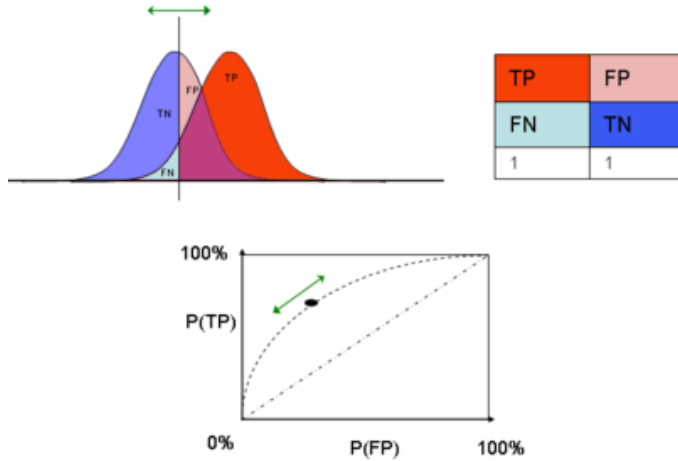 TN
FP
TP
FN
TP FP
FN TN
1 1
100%
P(TP)
0%
P(FP)
100%